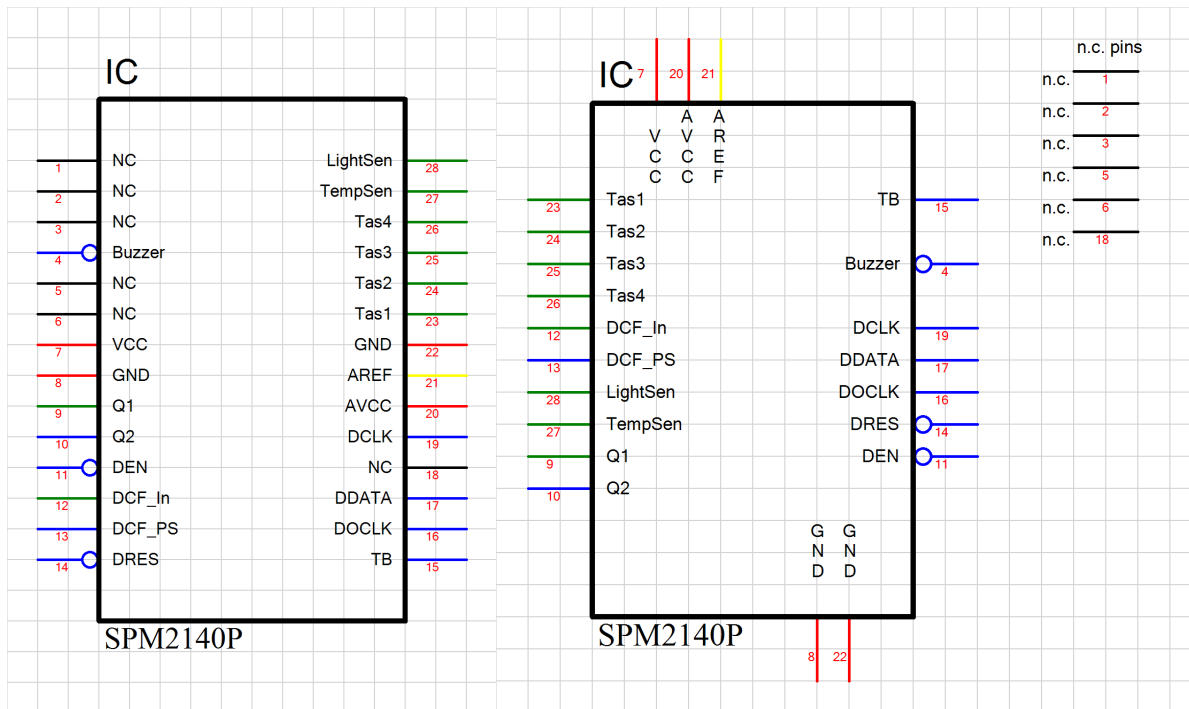 IC
1 NC
2 NC
3 NC
4 Buzzer
5 NC
6 NC
7 VCC
8 GND
9 Q1
10 Q2
11 DEN
12 DCF_In
13 DCF_PS
14 DRES
LightSen 28
TempSen 27
Tas4 26
Tas3 25
Tas2 24
Tas1 23
GND 22
AREF 21
AVCC 20
DCLK 19
NC 18
DDATA 17
DOCLK 16
TB 15
SPM2140P
IC
7 VCC
20 AVCC
21 AREF
23 Tas1
24 Tas2
25 Tas3
26 Tas4
12 DCF_In
13 DCF_PS
28 LightSen
27 TempSen
9 Q1
10 Q2
TB 15
Buzzer 4
DCLK 19
DDATA 17
DOCLK 16
DRES 14
DEN 11
GND 8
GND 22
SPM2140P
n.c. pins
n.c. 1
n.c. 2
n.c. 3
n.c. 5
n.c. 6
n.c. 18